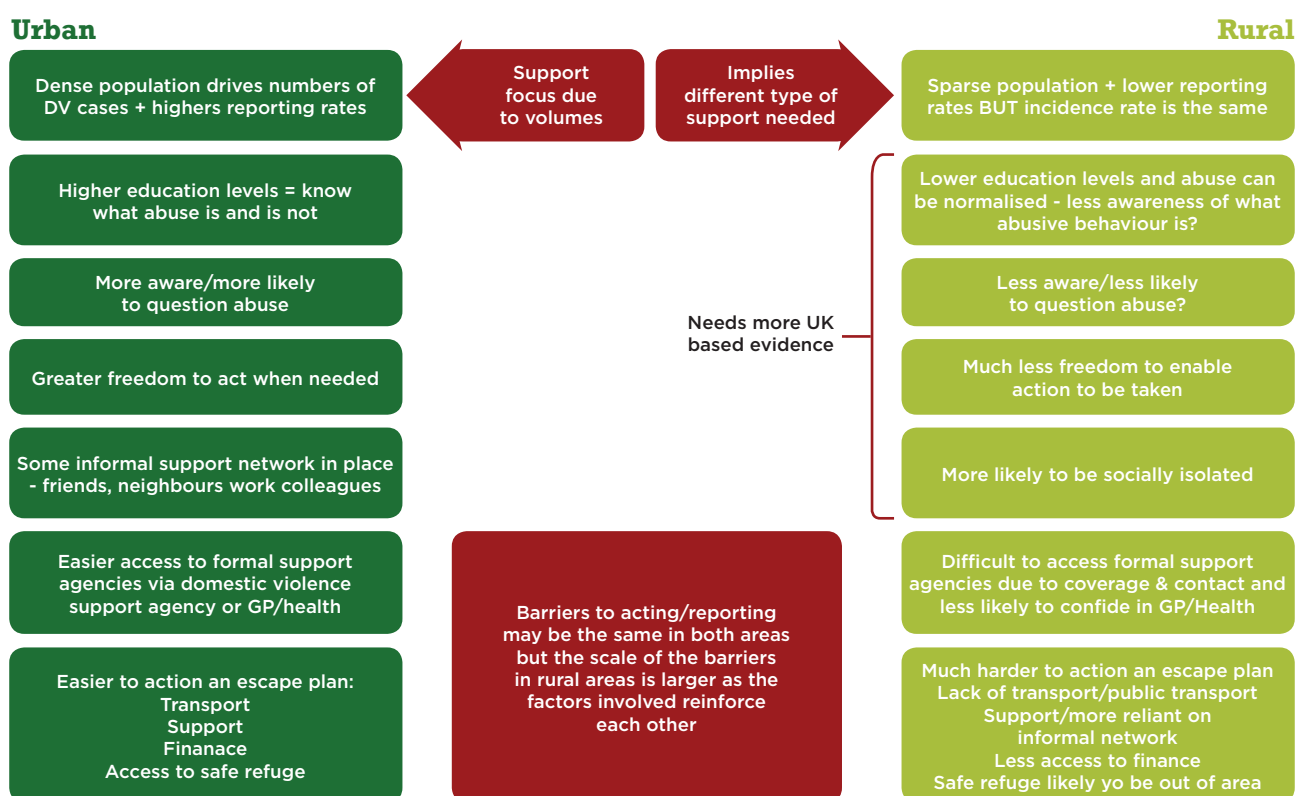 Urban
Rural
Dense population drives numbers of
DV cases + highers reporting rates
Support
focus due
to volumes
Implies
different type of
support needed
Sparse population + lower reporting
rates BUT incidence rate is the same
Higher education levels = know
what abuse is and is not
Lower education levels and abuse can
be normalised - less awareness of what
abusive behaviour is?
More aware/more likely
to question abuse
Less aware/less likely
to question abuse?
Needs more UK
based evidence
Greater freedom to act when needed
Much less freedom to enable
action to be taken
Some informal support network in place
- friends, neighbours work colleagues
More likely to be socially isolated
Easier access to formal support
agencies via domestic violence
support agency or GP/health
Difficult to access formal support
agencies due to coverage & contact and
less likely to confide in GP/Health
Barriers to acting/reporting
may be the same in both areas
but the scale of the barriers
in rural areas is larger as the
factors involved reinforce
each other
Easier to action an escape plan:
Transport
Support
Finanace
Access to safe refuge
Much harder to action an escape plan
Lack of transport/public transport
Support/more reliant on
informal network
Less access to finance
Safe refuge likely yo be out of area